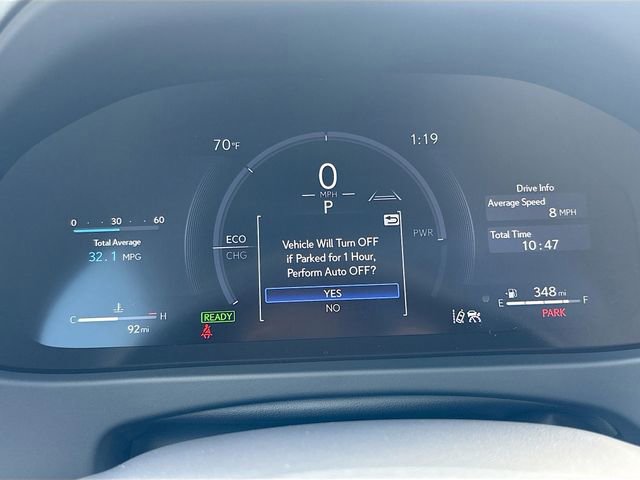 70°F
1:19
0
MPH
P
0 30 60
Total Average
32.1 MPG
ECO
CHG
PWR
Vehicle Will Turn OFF
if Parked for 1 Hour,
Perform Auto OFF?
YES
NO
Drive Info
Average Speed
8 MPH
Total Time
10:47
C H
92 mi
READY
348 mi
E F
PARK